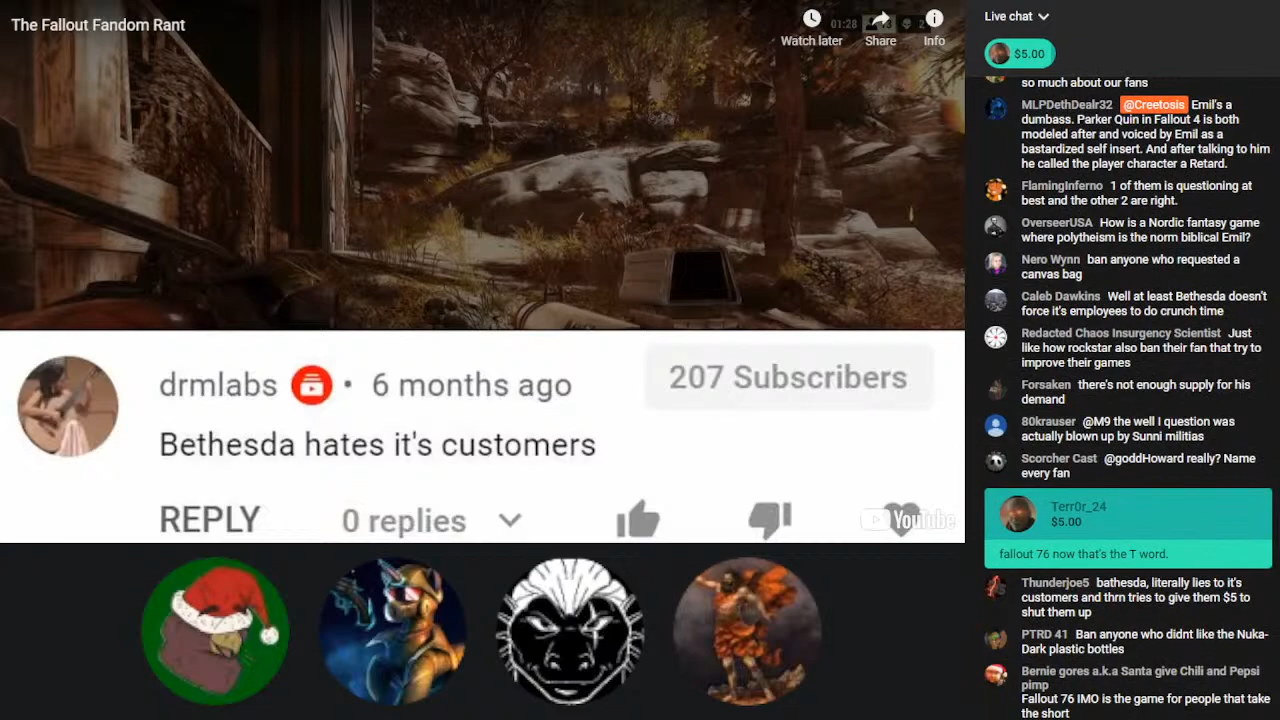 The Fallout Fandom Rant
01:28
2
Watch later
Share
Info
drmlabs • 6 months ago
207 Subscribers
Bethesda hates it's customers
REPLY
0 replies
YouTube
Live chat
$5.00
so much about our fans
MLPDethDealr32 @Creetosis Emil's a
dumbass. Parker Quin in Fallout 4 is both
modeled after and voiced by Emil as a
bastardized self insert. And after talking to him
he called the player character a Retard.
FlamingInferno 1 of them is questioning at
best and the other 2 are right.
OverseerUSA How is a Nordic fantasy game
where polytheism is the norm biblical Emil?
Nero Wynn ban anyone who requested a
canvas bag
Caleb Dawkins Well at least Bethesda doesn't
force it's employees to do crunch time
Redacted Chaos Insurgency Scientist Just
like how rockstar also ban their fan that try to
improve their games
Forsaken there's not enough supply for his
demand
80krauser @M9 the well I question was
actually blown up by Sunni militias
Scorcher Cast @goddHoward really? Name
every fan
Terr0r_24
$5.00
fallout 76 now that's the T word.
Thunderjoe5 bathesda, literally lies to it's
customers and thrn tries to give them $5 to
shut them up
PTRD 41 Ban anyone who didnt like the Nuka-
Dark plastic bottles
Bernie gores a.k.a Santa give Chili and Pepsi
pimp
Fallout 76 IMO is the game for people that take
the short